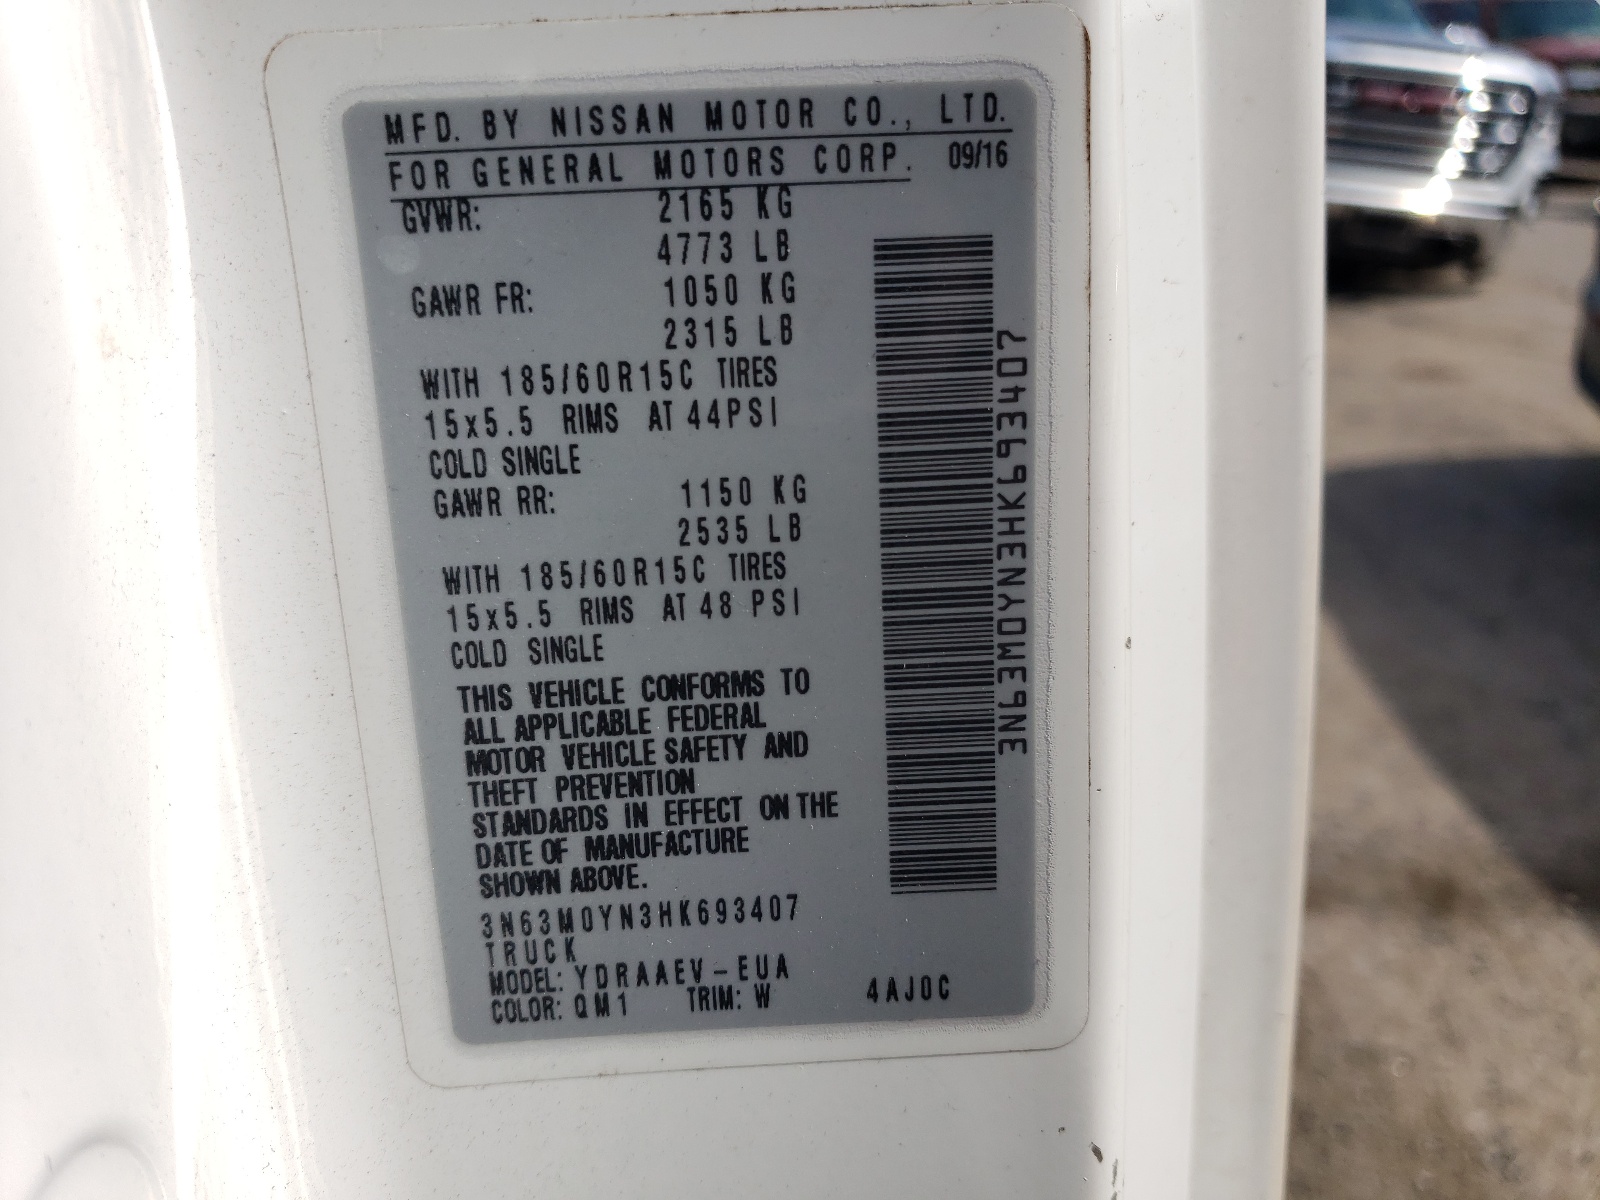 MFD. BY NISSAN MOTOR CO., LTD.
FOR GENERAL MOTORS CORP. 09/16
GVWR: 2165 KG
4773 LB
GAWR FR: 1050 KG
2315 LB
WITH 185/60R15C TIRES
15x5.5 RIMS AT 44PSI
COLD SINGLE
GAWR RR: 1150 KG
2535 LB
WITH 185/60R15C TIRES
15x5.5 RIMS AT 48 PSI
COLD SINGLE
THIS VEHICLE CONFORMS TO
ALL APPLICABLE FEDERAL
MOTOR VEHICLE SAFETY AND
THEFT PREVENTION
STANDARDS IN EFFECT ON THE
DATE OF MANUFACTURE
SHOWN ABOVE.
3N63M0YN3HK693407
TRUCK
MODEL: YDRAAEV-EUA
COLOR: QM1 TRIM: W 4AJ0C
3N63M0YN3HK693407